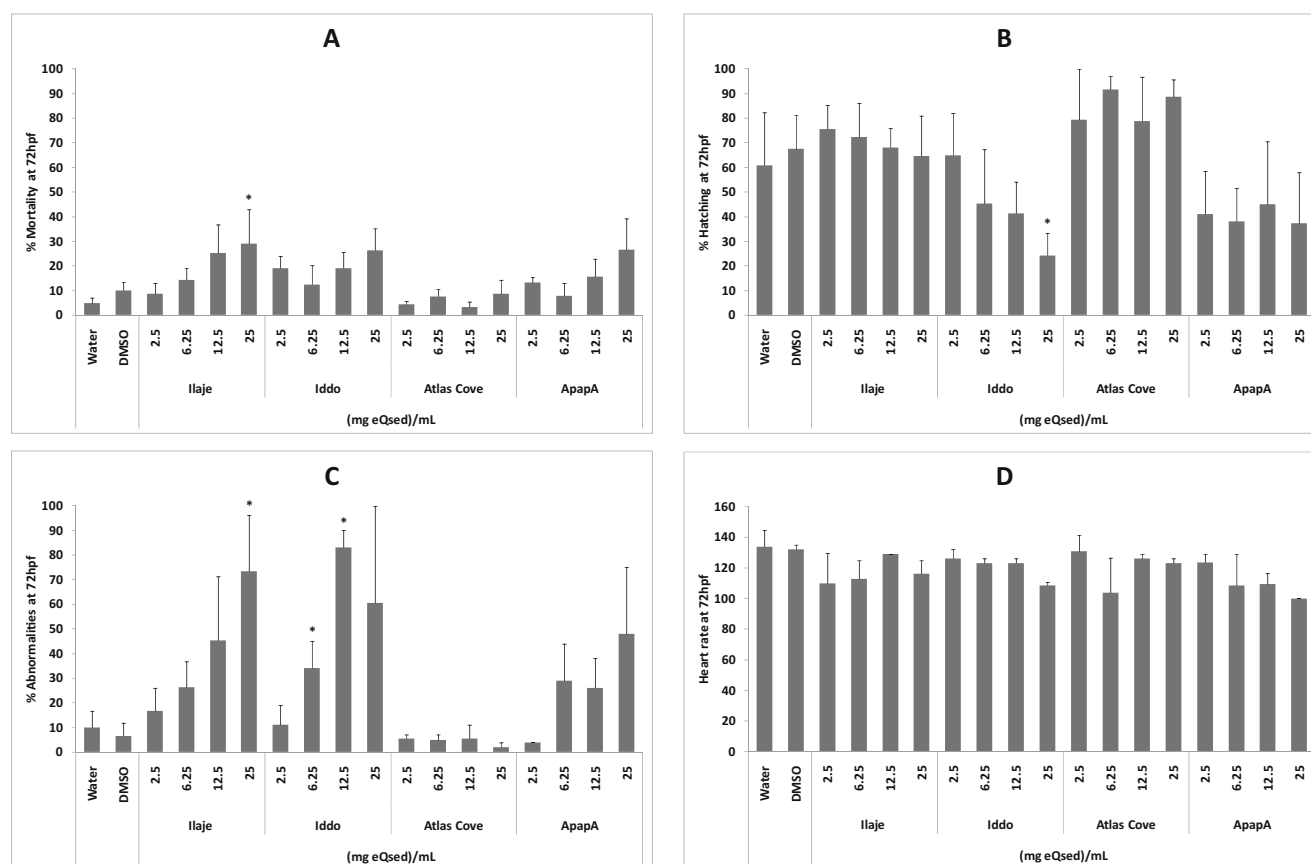 A
% Mortality at 72hpf
100
90
80
70
60
50
40
30
20
10
0
*
Water DMSO 2.5 6.25 12.5 25 2.5 6.25 12.5 25 2.5 6.25 12.5 25 2.5 6.25 12.5 25
Ilaje Iddo Atlas Cove ApapA
(mg eQsed)/mL
B
% Hatching at 72hpf
100
90
80
70
60
50
40
30
20
10
0
*
Water DMSO 2.5 6.25 12.5 25 2.5 6.25 12.5 25 2.5 6.25 12.5 25 2.5 6.25 12.5 25
Ilaje Iddo Atlas Cove ApapA
(mg eQsed)/mL
C
% Abnormalities at 72hpf
100
90
80
70
60
50
40
30
20
10
0
* * *
Water DMSO 2.5 6.25 12.5 25 2.5 6.25 12.5 25 2.5 6.25 12.5 25 2.5 6.25 12.5 25
Ilaje Iddo Atlas Cove ApapA
(mg eQsed)/mL
D
Heart rate at 72hpf
160
140
120
100
80
60
40
20
0
Water DMSO 2.5 6.25 12.5 25 2.5 6.25 12.5 25 2.5 6.25 12.5 25 2.5 6.25 12.5 25
Ilaje Iddo Atlas Cove ApapA
(mg eQsed)/mL